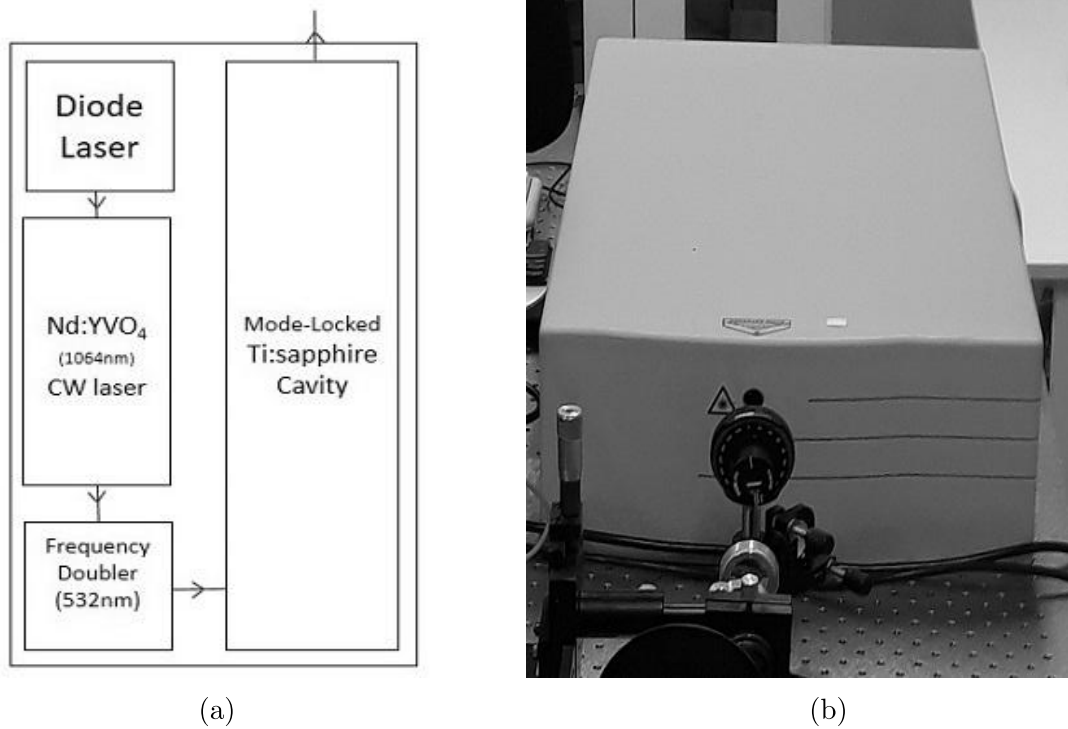 Diode
Laser
Nd:YVO₄
(1064nm)
CW laser
Frequency
Doubler
(532nm)
Mode-Locked
Ti:sapphire
Cavity
(a)
(b)